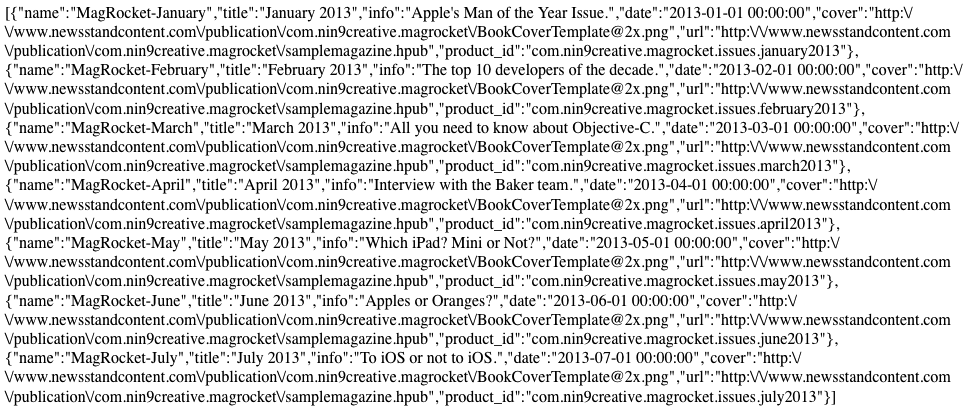 [{"name":"MagRocket-January","title":"January 2013","info":"Apple's Man of the Year Issue.","date":"2013-01-01 00:00:00","cover":"http:\/
\/www.newsstandcontent.com\/publication\/com.nin9creative.magrocket\/BookCoverTemplate@2x.png","url":"http:\/\/www.newsstandcontent.com
\/publication\/com.nin9creative.magrocket\/samplemagazine.hpub","product_id":"com.nin9creative.magrocket.issues.january2013"},
{"name":"MagRocket-February","title":"February 2013","info":"The top 10 developers of the decade.","date":"2013-02-01 00:00:00","cover":"http:\/
\/www.newsstandcontent.com\/publication\/com.nin9creative.magrocket\/BookCoverTemplate@2x.png","url":"http:\/\/www.newsstandcontent.com
\/publication\/com.nin9creative.magrocket\/samplemagazine.hpub","product_id":"com.nin9creative.magrocket.issues.february2013"},
{"name":"MagRocket-March","title":"March 2013","info":"All you need to know about Objective-C.","date":"2013-03-01 00:00:00","cover":"http:\/
\/www.newsstandcontent.com\/publication\/com.nin9creative.magrocket\/BookCoverTemplate@2x.png","url":"http:\/\/www.newsstandcontent.com
\/publication\/com.nin9creative.magrocket\/samplemagazine.hpub","product_id":"com.nin9creative.magrocket.issues.march2013"},
{"name":"MagRocket-April","title":"April 2013","info":"Interview with the Baker team.","date":"2013-04-01 00:00:00","cover":"http:\/
\/www.newsstandcontent.com\/publication\/com.nin9creative.magrocket\/BookCoverTemplate@2x.png","url":"http:\/\/www.newsstandcontent.com
\/publication\/com.nin9creative.magrocket\/samplemagazine.hpub","product_id":"com.nin9creative.magrocket.issues.april2013"},
{"name":"MagRocket-May","title":"May 2013","info":"Which iPad? Mini or Not?","date":"2013-05-01 00:00:00","cover":"http:\/
\/www.newsstandcontent.com\/publication\/com.nin9creative.magrocket\/BookCoverTemplate@2x.png","url":"http:\/\/www.newsstandcontent.com
\/publication\/com.nin9creative.magrocket\/samplemagazine.hpub","product_id":"com.nin9creative.magrocket.issues.may2013"},
{"name":"MagRocket-June","title":"June 2013","info":"Apples or Oranges?","date":"2013-06-01 00:00:00","cover":"http:\/
\/www.newsstandcontent.com\/publication\/com.nin9creative.magrocket\/BookCoverTemplate@2x.png","url":"http:\/\/www.newsstandcontent.com
\/publication\/com.nin9creative.magrocket\/samplemagazine.hpub","product_id":"com.nin9creative.magrocket.issues.june2013"},
{"name":"MagRocket-July","title":"July 2013","info":"To iOS or not to iOS.","date":"2013-07-01 00:00:00","cover":"http:\/
\/www.newsstandcontent.com\/publication\/com.nin9creative.magrocket\/BookCoverTemplate@2x.png","url":"http:\/\/www.newsstandcontent.com
\/publication\/com.nin9creative.magrocket\/samplemagazine.hpub","product_id":"com.nin9creative.magrocket.issues.july2013"}]